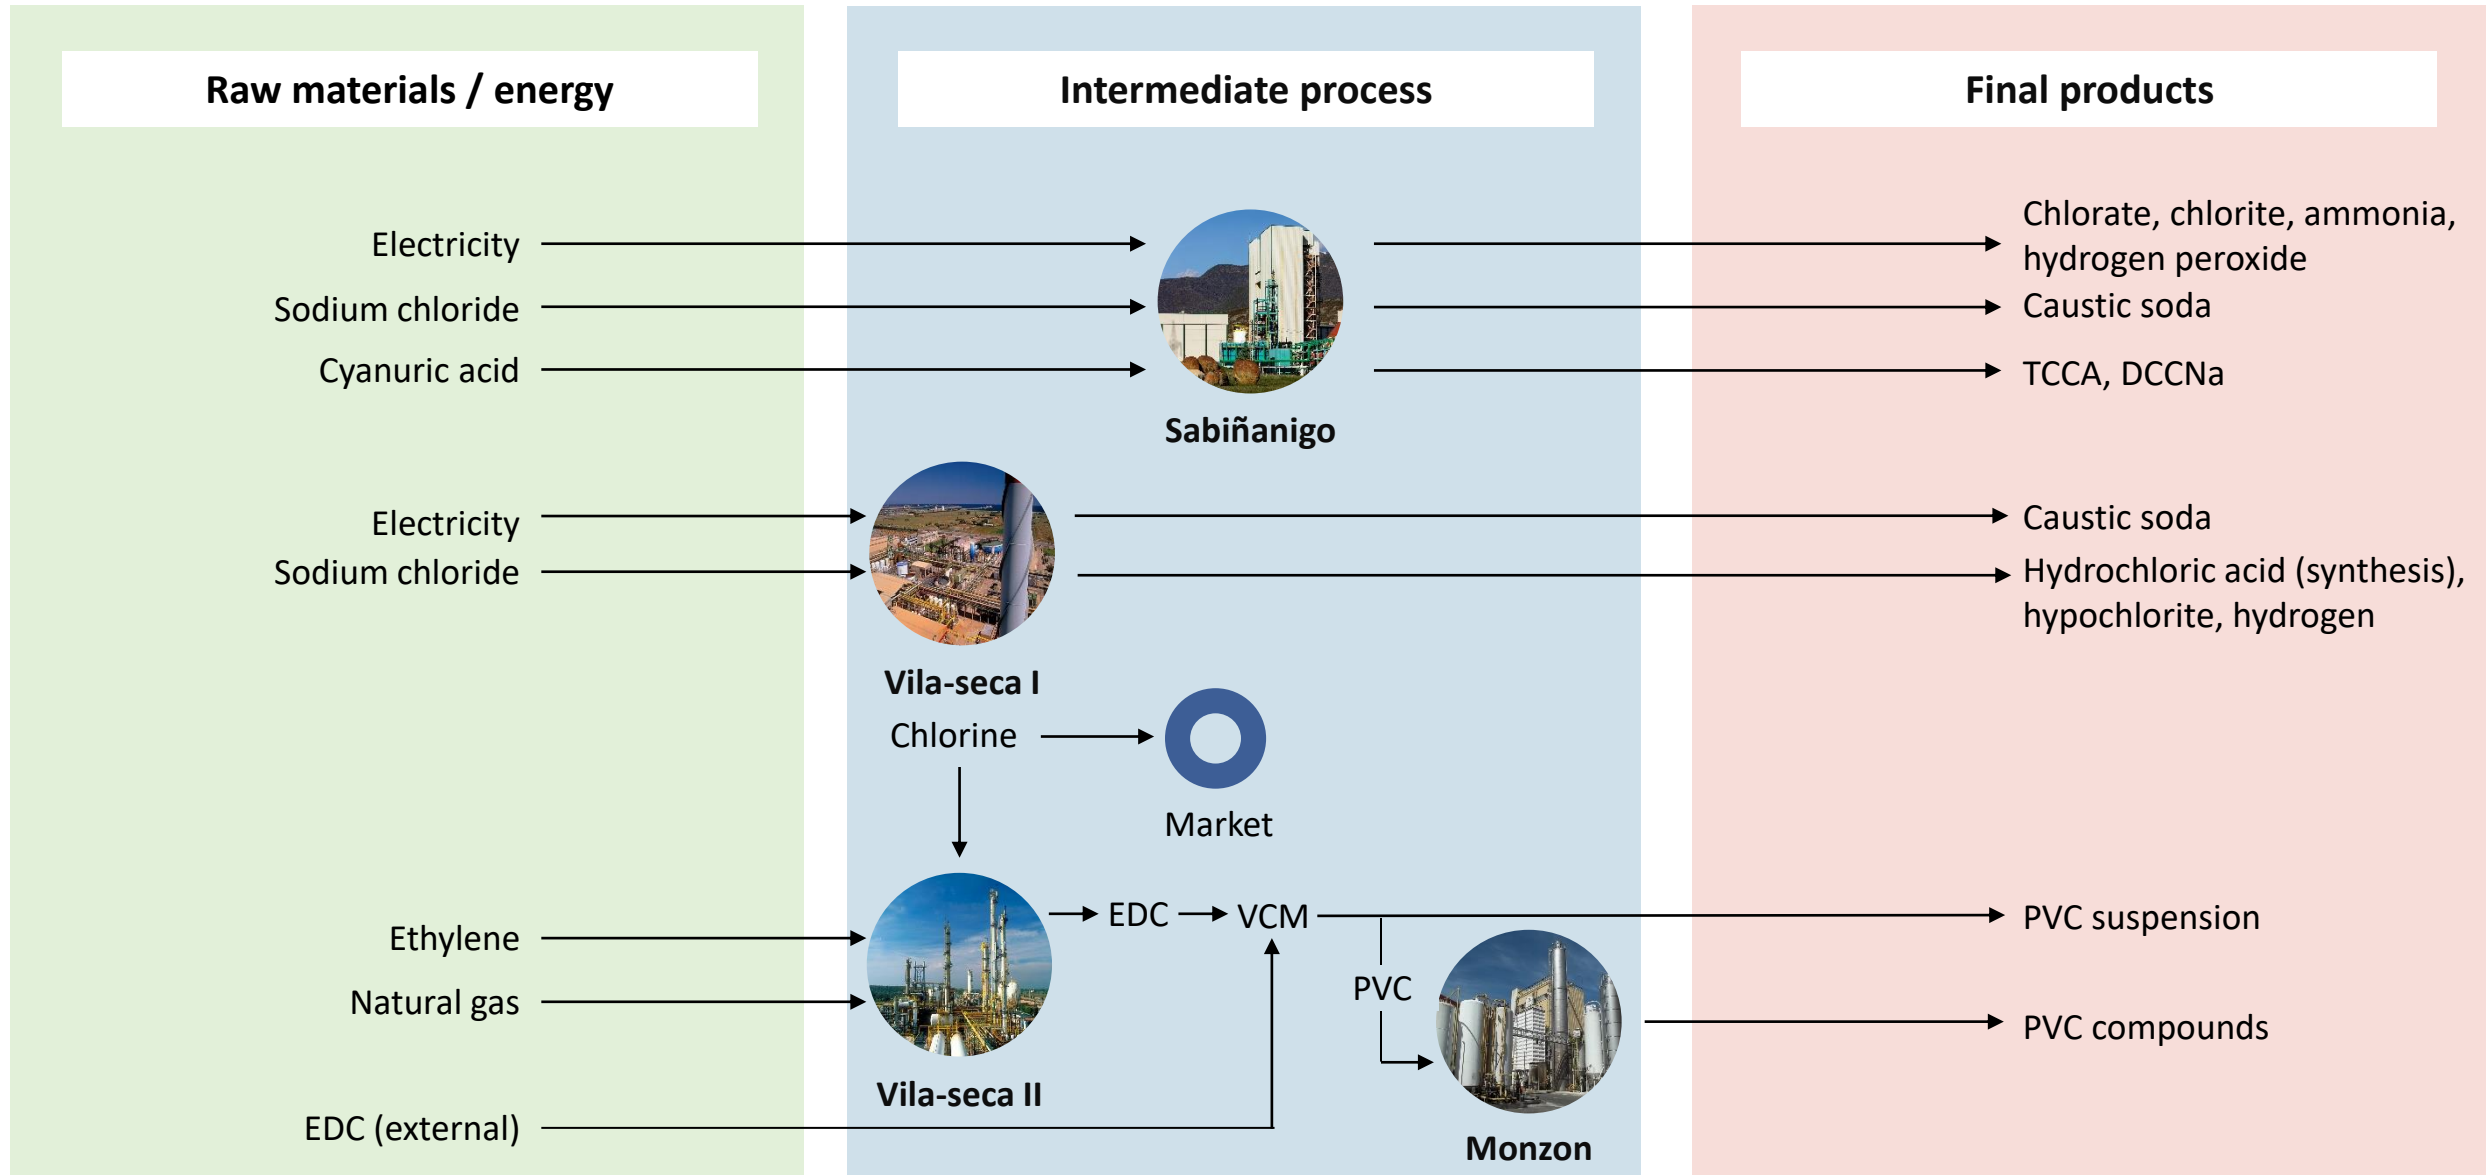 Raw materials / energy
Intermediate process
Final products
Electricity
Sodium chloride
Cyanuric acid
Sabiñanigo
Chlorate, chlorite, ammonia,
hydrogen peroxide
Caustic soda
TCCA, DCCNa
Electricity
Sodium chloride
Vila-seca I
Caustic soda
Hydrochloric acid (synthesis),
hypochlorite, hydrogen
Chlorine
Market
Ethylene
Natural gas
Vila-seca II
EDC
VCM
PVC
Monzon
PVC suspension
PVC compounds
EDC (external)